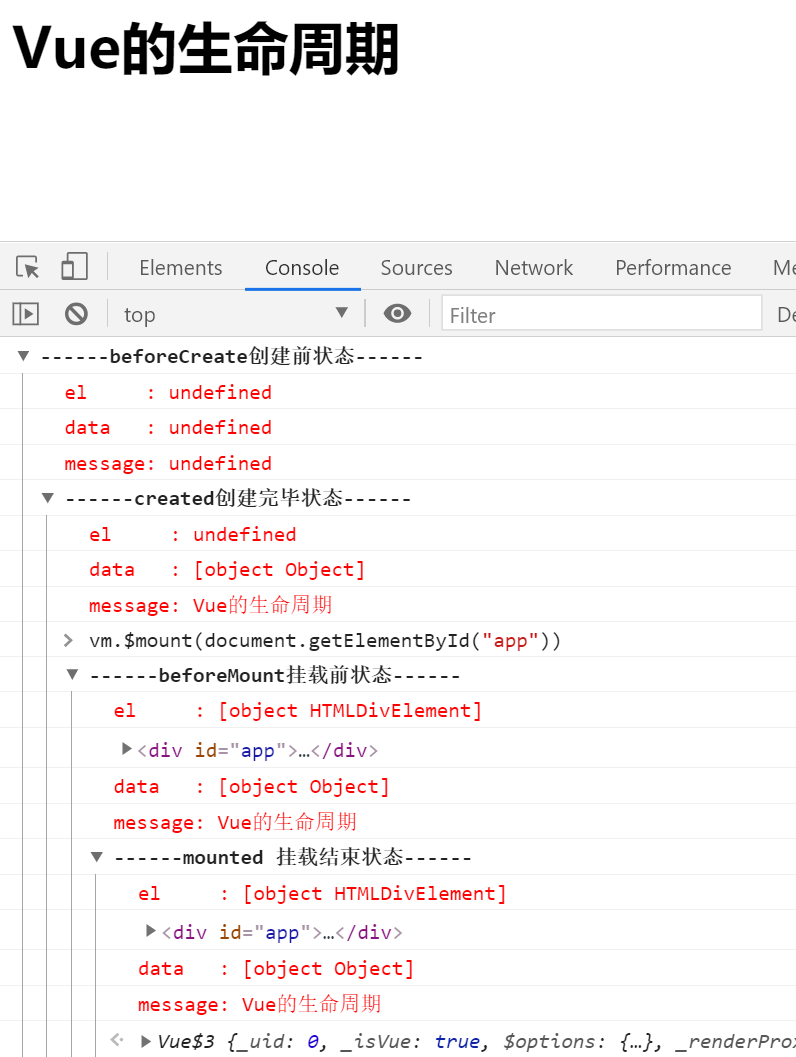 Vue的生命周期
Elements Console Sources Network Performance Me
top Filter De
------beforeCreate创建前状态------
el : undefined
data : undefined
message: undefined
------created创建完毕状态------
el : undefined
data : [object Object]
message: Vue的生命周期
vm.$mount(document.getElementById("app"))
------beforeMount挂载前状态------
el : [object HTMLDivElement]
<div id="app">…</div>
data : [object Object]
message: Vue的生命周期
------mounted 挂载结束状态------
el : [object HTMLDivElement]
<div id="app">…</div>
data : [object Object]
message: Vue的生命周期
Vue$3 {_uid: 0, _isVue: true, $options: {…}, _renderProx